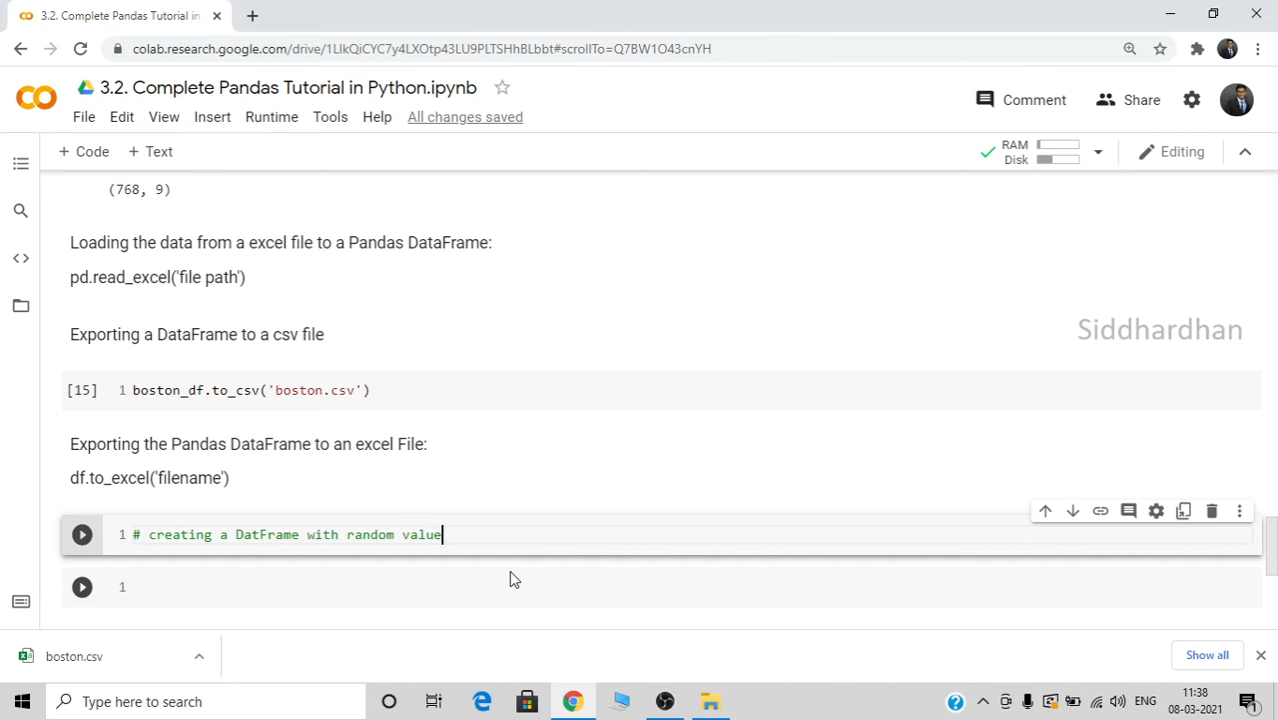 3.2. Complete Pandas Tutorial in
colab.research.google.com/drive/1LIkQiCYC7y4LXOtp43LU9PLTSHhBLbbt#scrollTo=Q7BW1O43cnYH
3.2. Complete Pandas Tutorial in Python.ipynb
Comment
Share
File Edit View Insert Runtime Tools Help All changes saved
+ Code + Text
RAM
Disk
Editing
(768, 9)
Loading the data from a excel file to a Pandas DataFrame:
pd.read_excel('file path')
Siddhardhan
Exporting a DataFrame to a csv file
[15] 1 boston_df.to_csv('boston.csv')
Exporting the Pandas DataFrame to an excel File:
df.to_excel('filename')
1 # creating a DatFrame with random value
1
boston.csv
Show all
Type here to search
ENG
11:38
08-03-2021
1